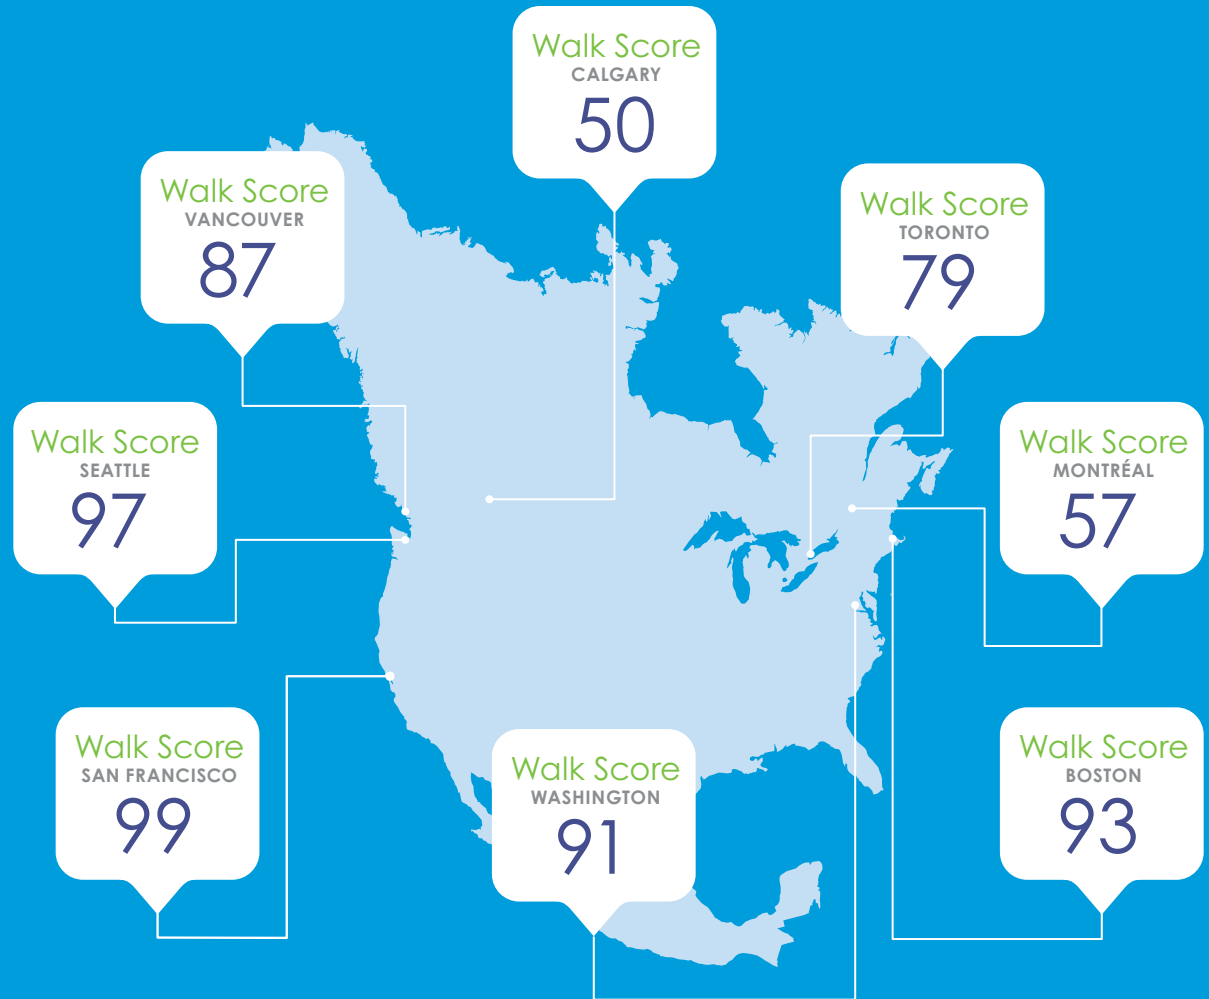 Walk Score
CALGARY
50
Walk Score
VANCOUVER
87
Walk Score
TORONTO
79
Walk Score
SEATTLE
97
Walk Score
MONTRÉAL
57
Walk Score
SAN FRANCISCO
99
Walk Score
WASHINGTON
91
Walk Score
BOSTON
93